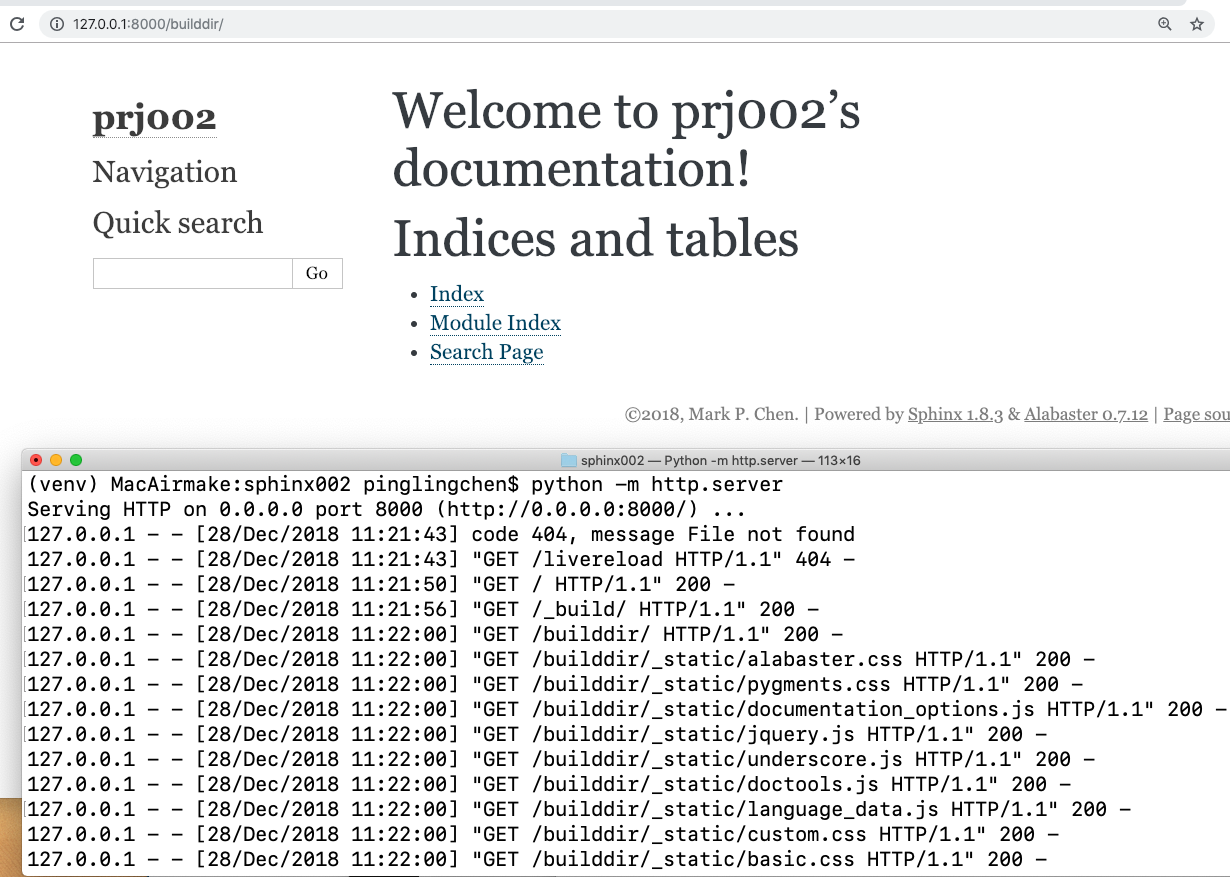 127.0.0.1:8000/builddir/
prj002
Navigation
Quick search
Go
Welcome to prj002’s
documentation!
Indices and tables
Index
Module Index
Search Page
©2018, Mark P. Chen. | Powered by Sphinx 1.8.3 & Alabaster 0.7.12 | Page sou
sphinx002 — Python -m http.server — 113×16
(venv) MacAirmake:sphinx002 pinglingchen$ python -m http.server
Serving HTTP on 0.0.0.0 port 8000 (http://0.0.0.0:8000/) ...
127.0.0.1 - - [28/Dec/2018 11:21:43] code 404, message File not found
127.0.0.1 - - [28/Dec/2018 11:21:43] "GET /livereload HTTP/1.1" 404 -
127.0.0.1 - - [28/Dec/2018 11:21:50] "GET / HTTP/1.1" 200 -
127.0.0.1 - - [28/Dec/2018 11:21:56] "GET /_build/ HTTP/1.1" 200 -
127.0.0.1 - - [28/Dec/2018 11:22:00] "GET /builddir/ HTTP/1.1" 200 -
127.0.0.1 - - [28/Dec/2018 11:22:00] "GET /builddir/_static/alabaster.css HTTP/1.1" 200 -
127.0.0.1 - - [28/Dec/2018 11:22:00] "GET /builddir/_static/pygments.css HTTP/1.1" 200 -
127.0.0.1 - - [28/Dec/2018 11:22:00] "GET /builddir/_static/documentation_options.js HTTP/1.1" 200 -
127.0.0.1 - - [28/Dec/2018 11:22:00] "GET /builddir/_static/jquery.js HTTP/1.1" 200 -
127.0.0.1 - - [28/Dec/2018 11:22:00] "GET /builddir/_static/underscore.js HTTP/1.1" 200 -
127.0.0.1 - - [28/Dec/2018 11:22:00] "GET /builddir/_static/doctools.js HTTP/1.1" 200 -
127.0.0.1 - - [28/Dec/2018 11:22:00] "GET /builddir/_static/language_data.js HTTP/1.1" 200 -
127.0.0.1 - - [28/Dec/2018 11:22:00] "GET /builddir/_static/custom.css HTTP/1.1" 200 -
127.0.0.1 - - [28/Dec/2018 11:22:00] "GET /builddir/_static/basic.css HTTP/1.1" 200 -